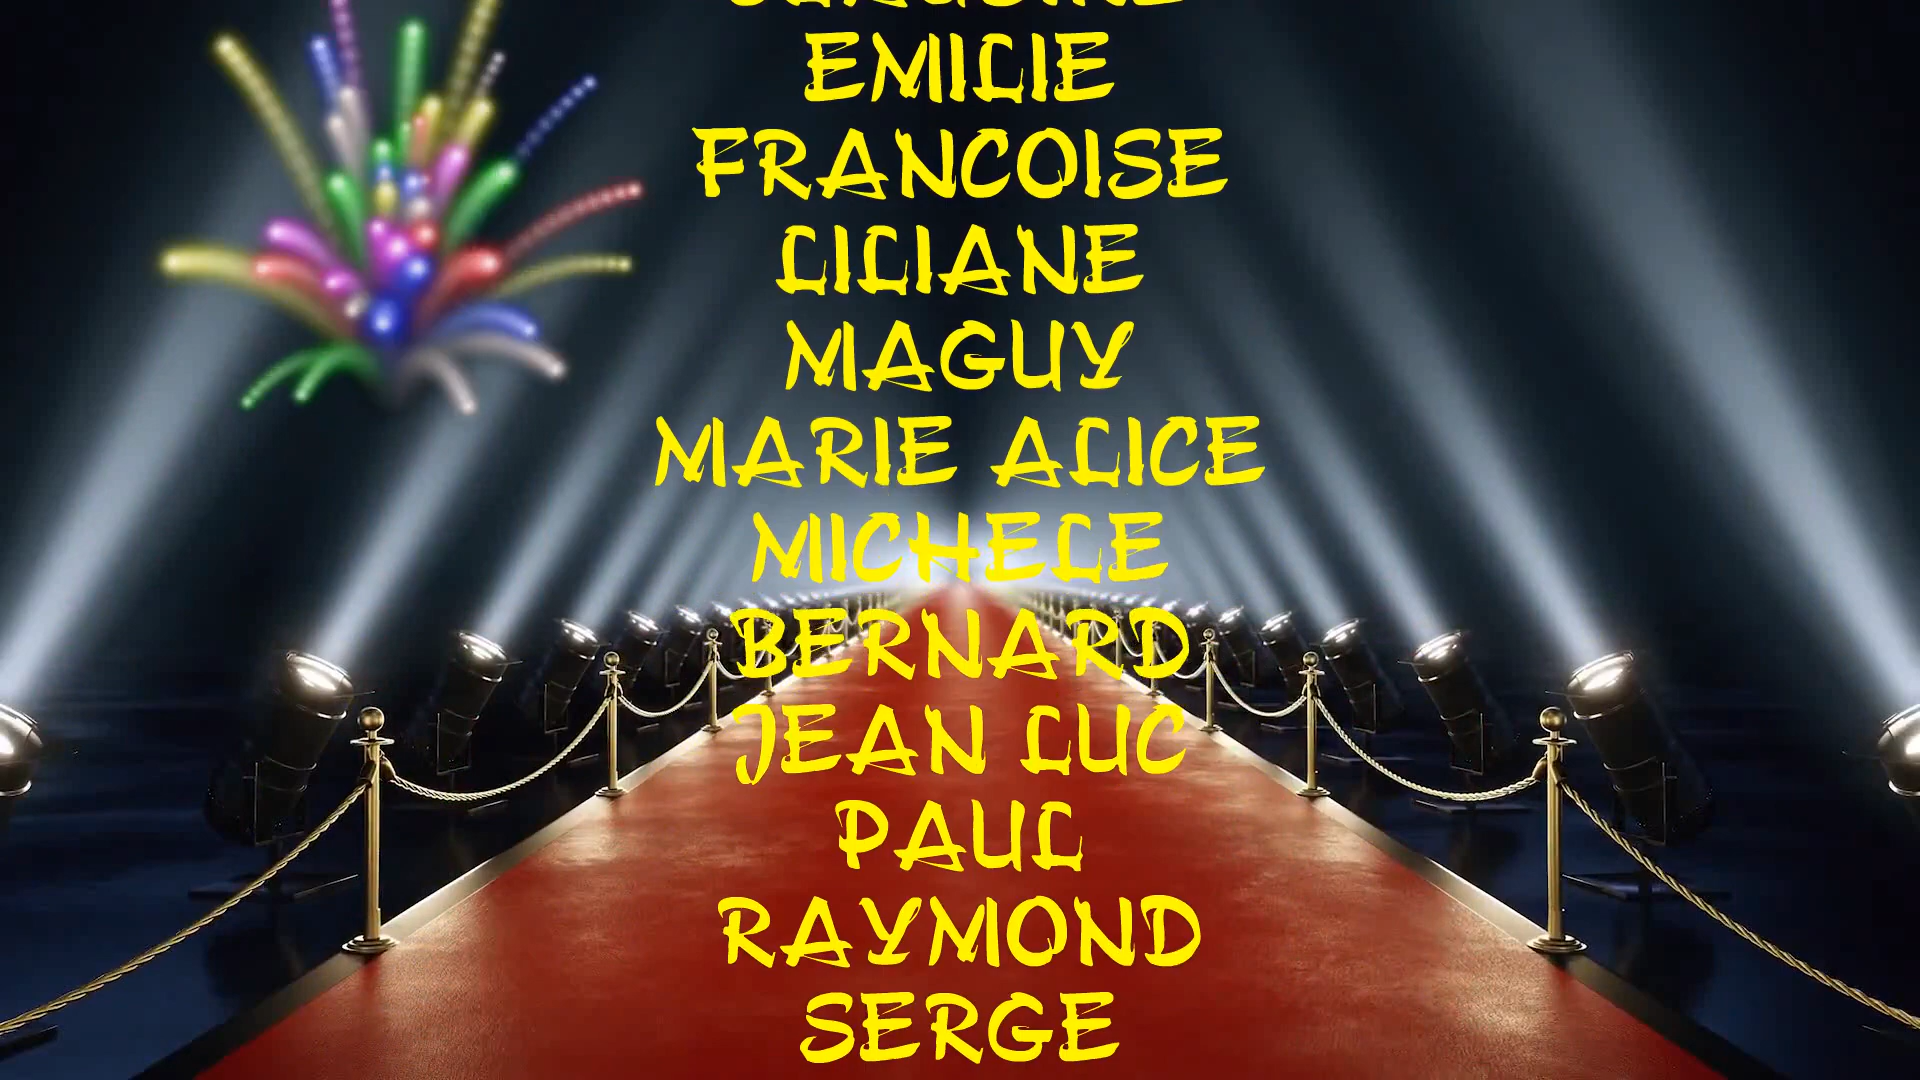 EMILIE
FRANCOISE
LILIANE
MAGUY
MARIE ALICE
MICHELE
BERNARD
JEAN LUC
PAUL
RAYMOND
SERGE